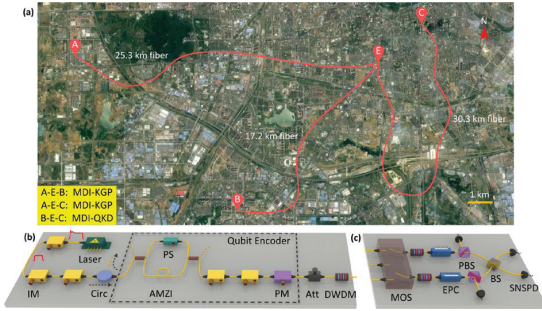 (a)
C
N
A
E
25.3 km fiber
30.3 km fiber
17.2 km fiber
B
A-E-B: MDI-KGP
A-E-C: MDI-KGP
B-E-C: MDI-QKD
1 km
(b)
(c)
Laser
PS
Qubit Encoder
PBS
BS
IM
Circ
AMZI
PM
Att
DWDM
MOS
EPC
SNSPD